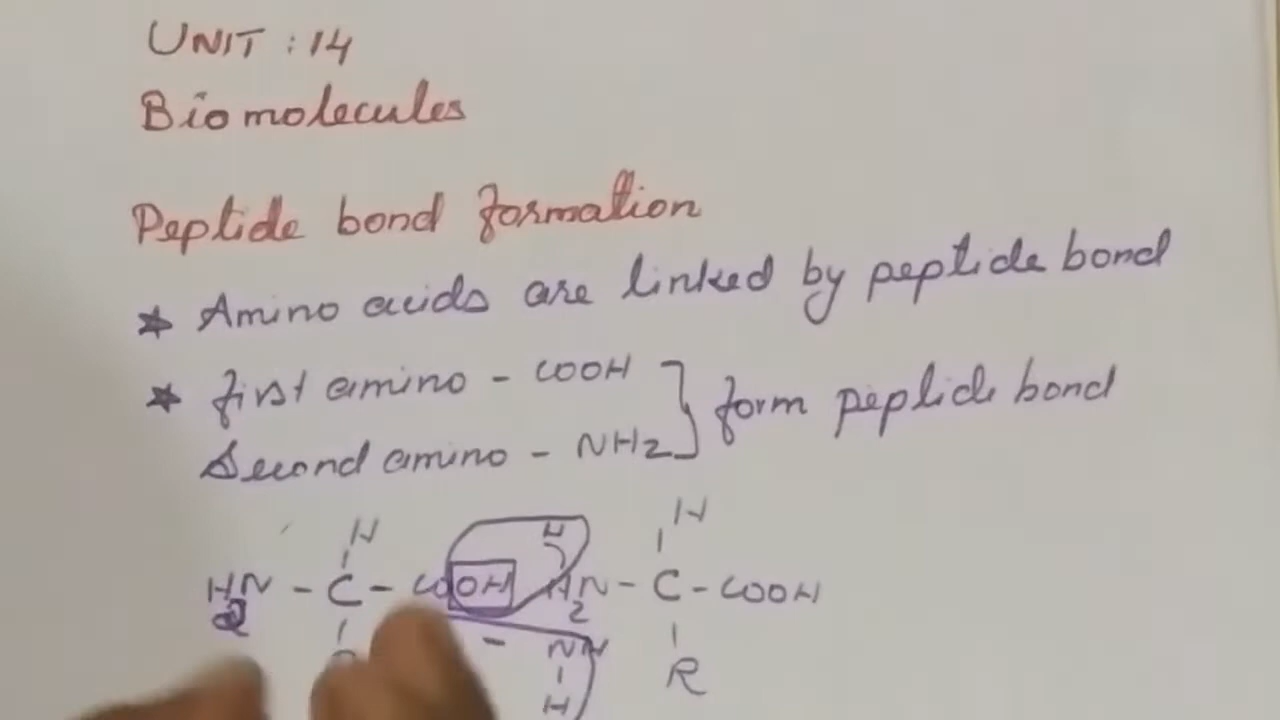 UNIT : 14
Biomolecules
Peptide bond formation
* Amino acids are linked by peptide bond
* first amino - COOH
Second amino - NH2
form peptide bond
H H H
H2N - C - COOH H2N - C - COOH
- NH R
H